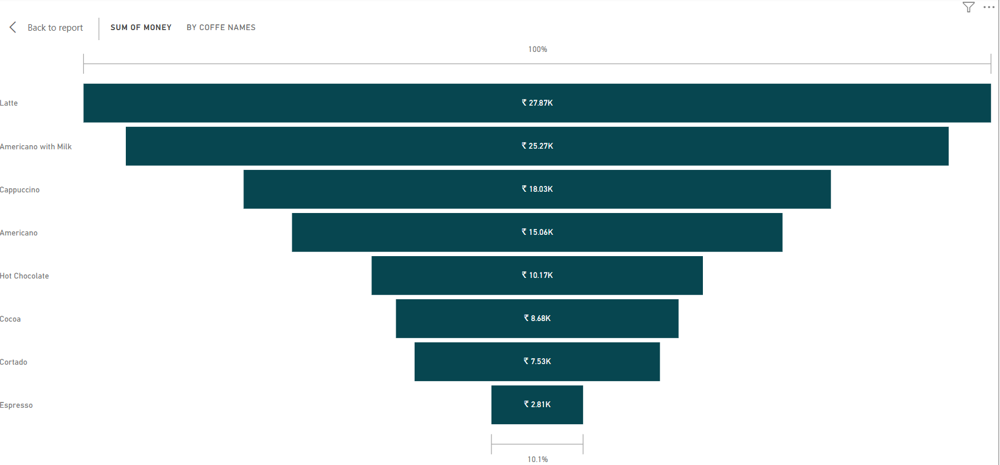 Back to report
SUM OF MONEY
BY COFFE NAMES
100%
Latte
₹ 27.87K
Americano with Milk
₹ 25.27K
Cappuccino
₹ 18.03K
Americano
₹ 15.06K
Hot Chocolate
₹ 10.17K
Cocoa
₹ 8.68K
Cortado
₹ 7.53K
Espresso
₹ 2.81K
10.1%